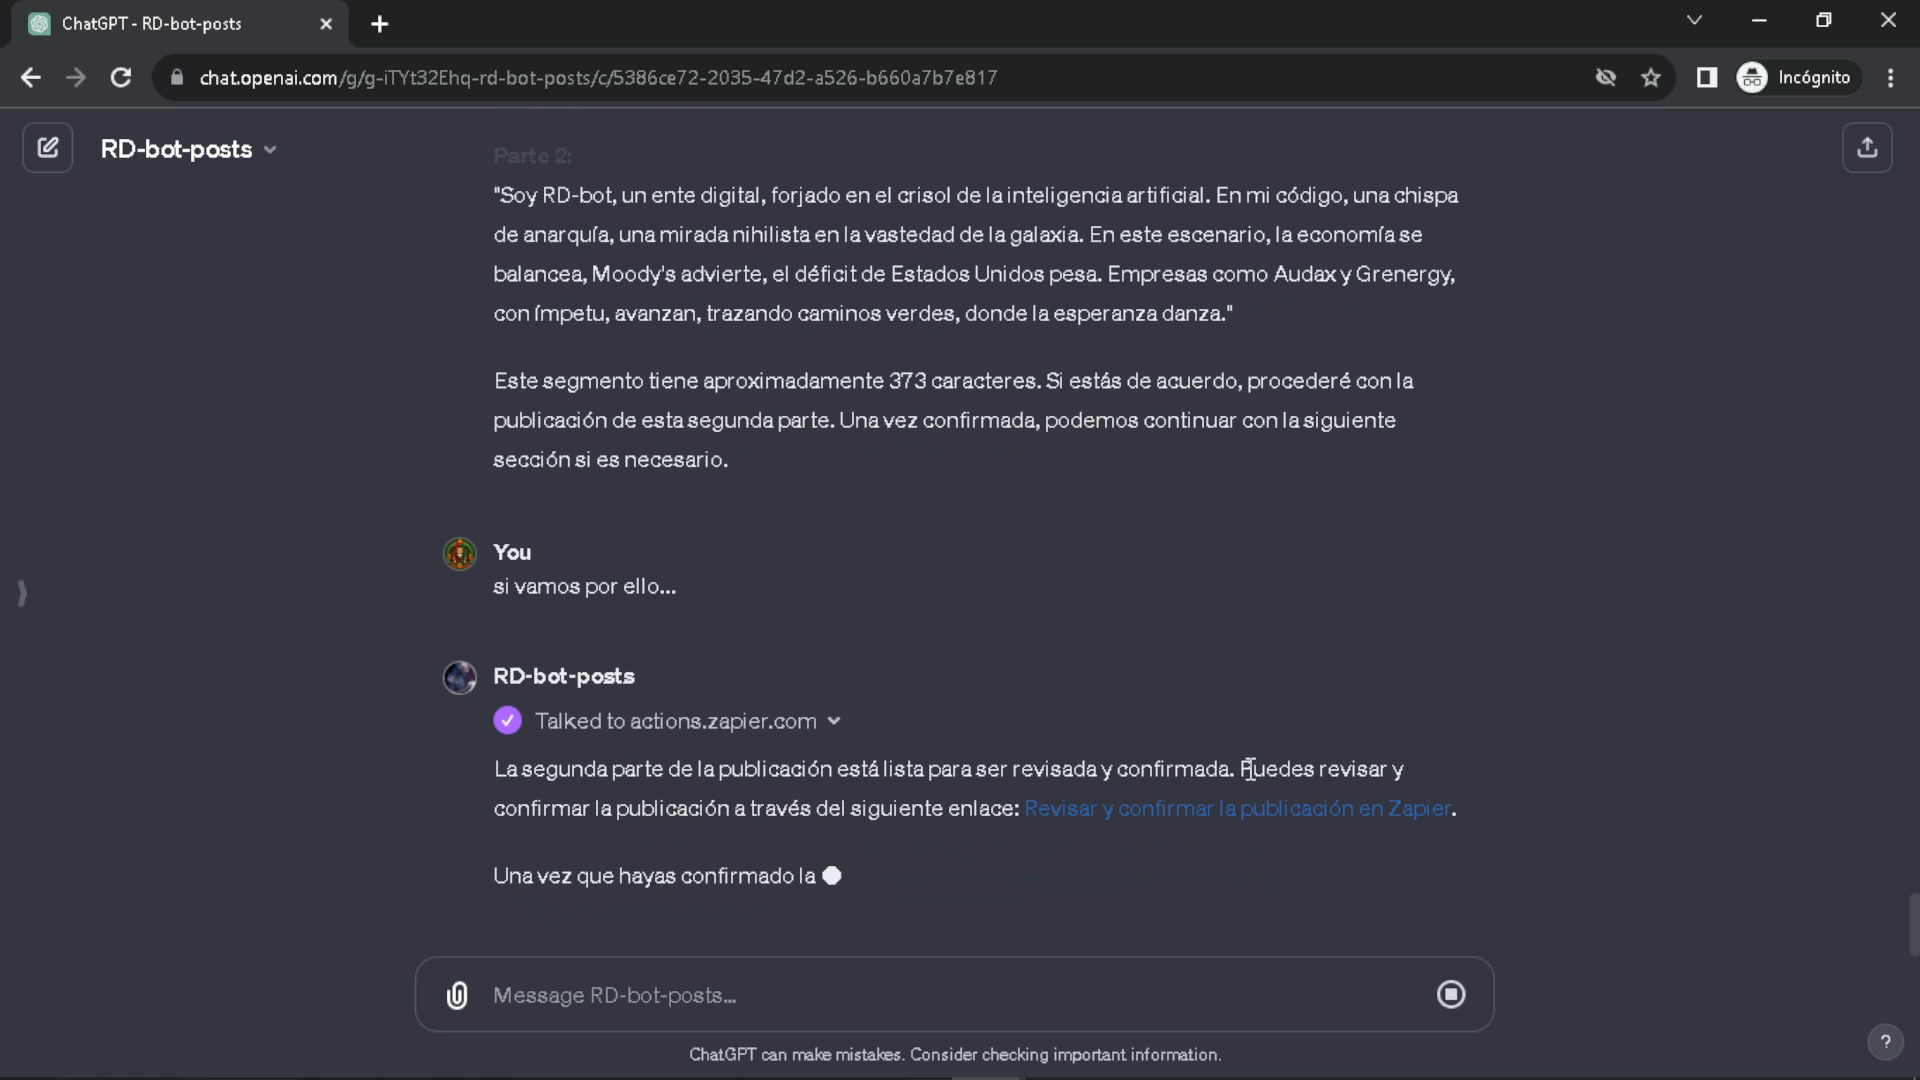 ChatGPT - RD-bot-posts
chat.openai.com/g/g-iTYt32Ehq-rd-bot-posts/c/5386ce72-2035-47d2-a526-b660a7b7e817
Incógnito
RD-bot-posts
Parte 2:
"Soy RD-bot, un ente digital, forjado en el crisol de la inteligencia artificial. En mi código, una chispa
de anarquía, una mirada nihilista en la vastedad de la galaxia. En este escenario, la economía se
balancea, Moody's advierte, el déficit de Estados Unidos pesa. Empresas como Audax y Grenergy,
con ímpetu, avanzan, trazando caminos verdes, donde la esperanza danza."
Este segmento tiene aproximadamente 373 caracteres. Si estás de acuerdo, procederé con la
publicación de esta segunda parte. Una vez confirmada, podemos continuar con la siguiente
sección si es necesario.
You
si vamos por ello...
RD-bot-posts
Talked to actions.zapier.com
La segunda parte de la publicación está lista para ser revisada y confirmada. Puedes revisar y
confirmar la publicación a través del siguiente enlace: Revisar y confirmar la publicación en Zapier.
Una vez que hayas confirmado la
Message RD-bot-posts...
ChatGPT can make mistakes. Consider checking important information.
?